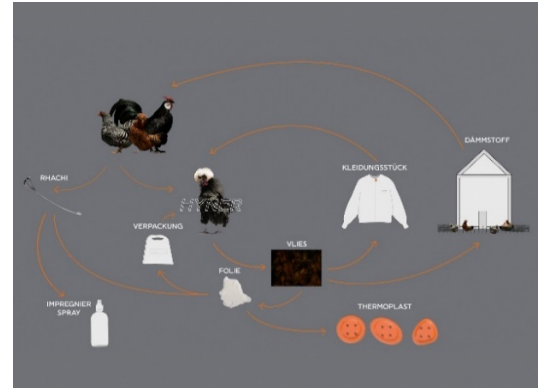 DÄMMSTOFF
KLEIDUNGSSTÜCK
RHACHI
VERPACKUNG
VLIES
FOLIE
IMPREGNIER
SPRAY
THERMOPLAST